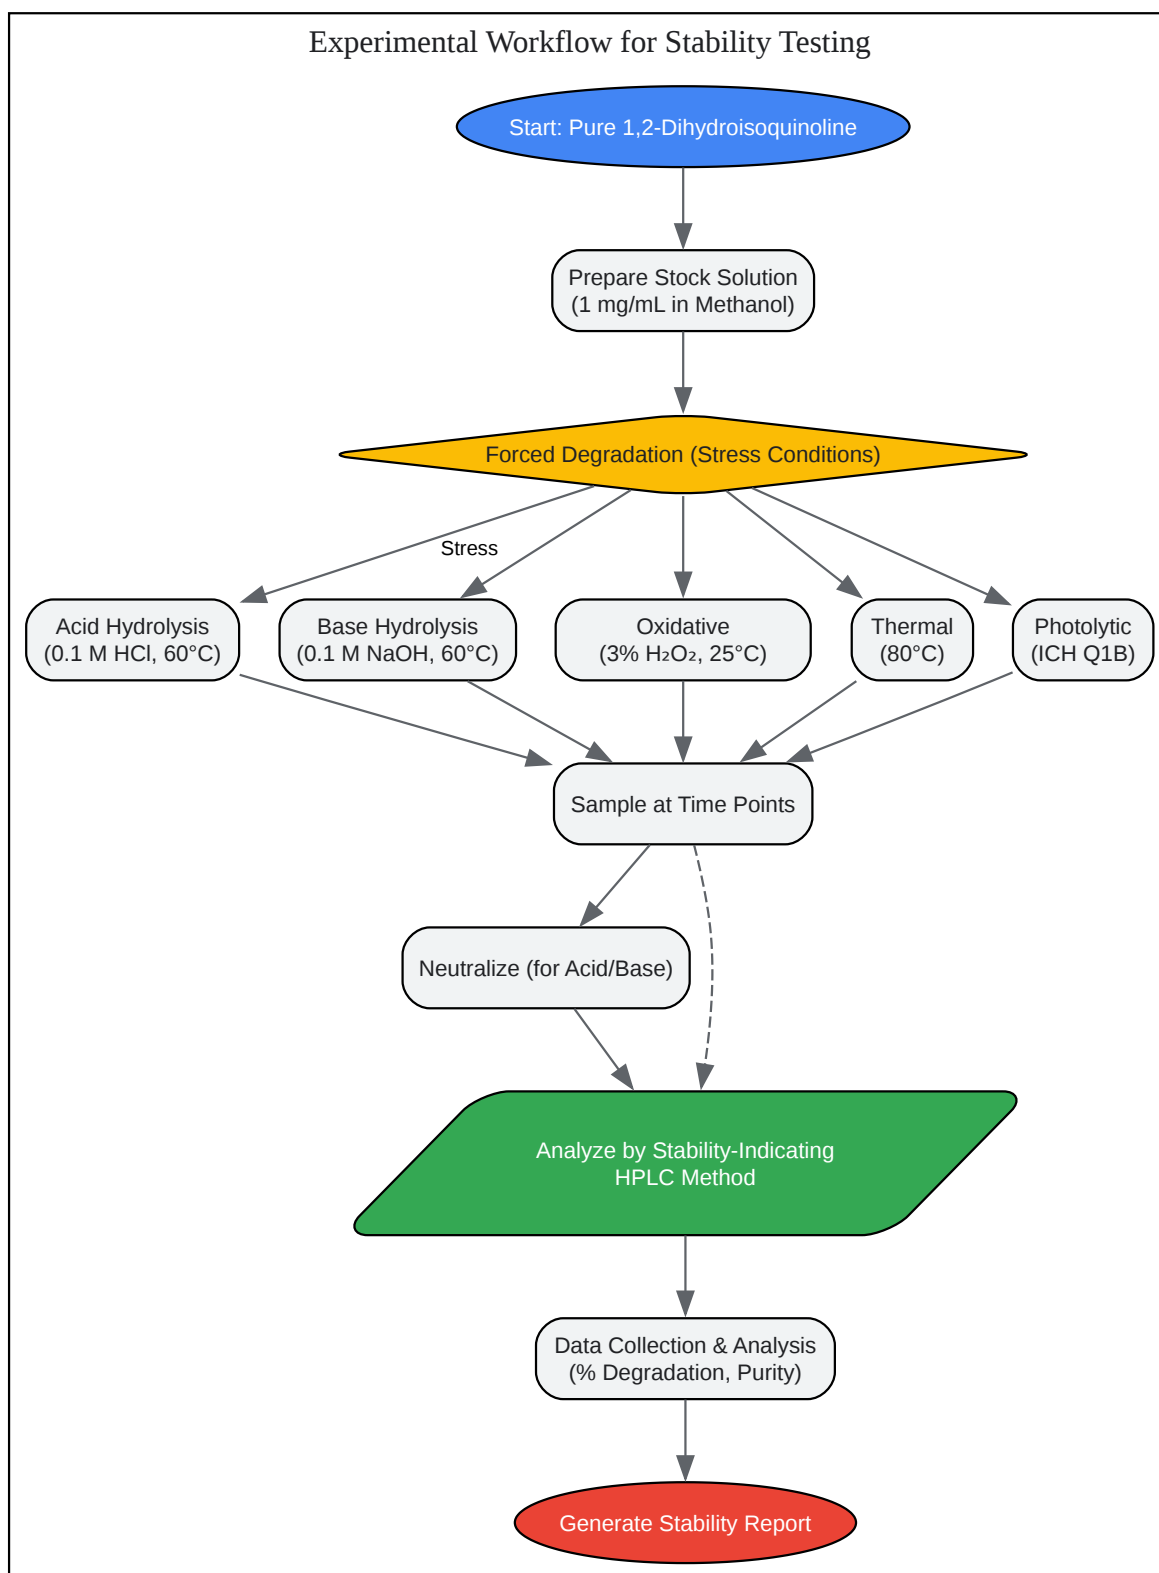 Experimental Workflow for Stability Testing
Start: Pure 1,2-Dihydroisoquinoline
Prepare Stock Solution
(1 mg/mL in Methanol)
Forced Degradation (Stress Conditions)
Stress
Acid Hydrolysis
(0.1 M HCl, 60°C)
Base Hydrolysis
(0.1 M NaOH, 60°C)
Oxidative
(3% H₂O₂, 25°C)
Thermal
(80°C)
Photolytic
(ICH Q1B)
Sample at Time Points
Neutralize (for Acid/Base)
Analyze by Stability-Indicating
HPLC Method
Data Collection & Analysis
(% Degradation, Purity)
Generate Stability Report